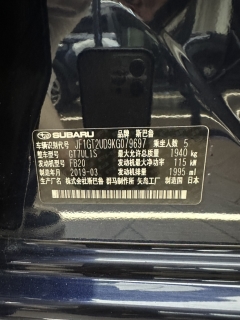 SUBARU 品牌 斯巴鲁
车辆识别代号 JF1GT2UD9KG079697 乘坐人数 5
整车型号 GT7UL1S 最大允许总质量 1940 kg
发动机型号 FB20 发动机最大净功率 115 kW
制造年月 2019-03 发动机排量 1995 ml
生产厂名 株式会社斯巴鲁 群马制作所 矢岛工厂 制造国 日本